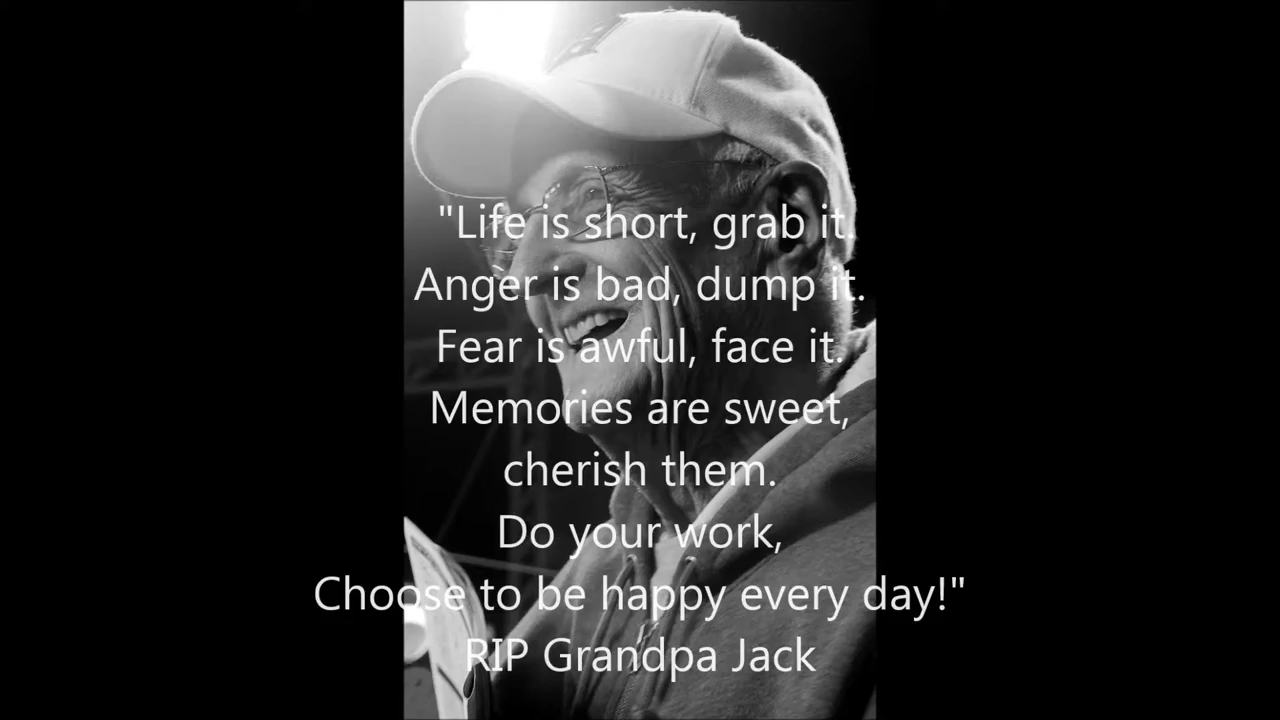 "Life is short, grab it.
Anger is bad, dump it.
Fear is awful, face it.
Memories are sweet,
cherish them.
Do your work,
Choose to be happy every day!"
RIP Grandpa Jack